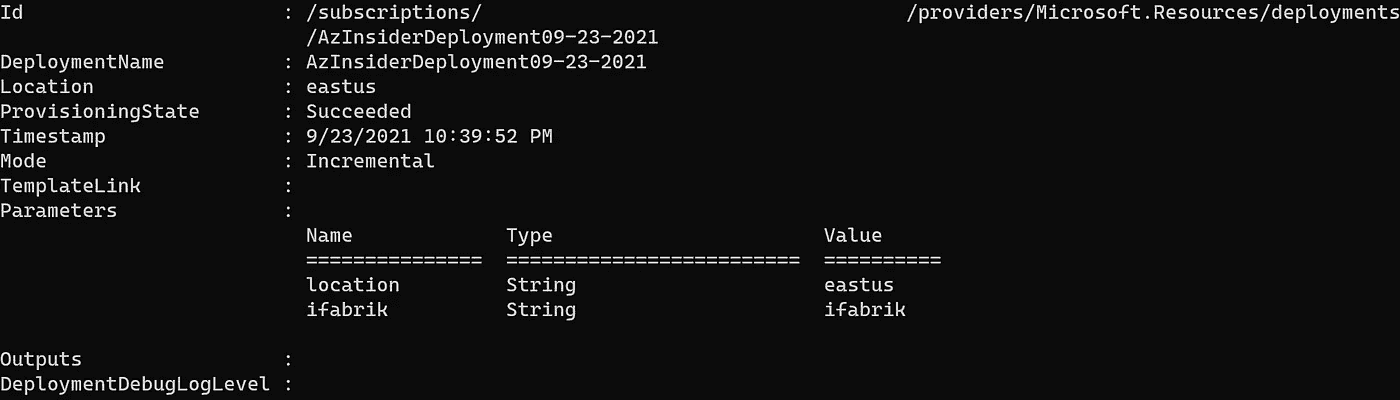 Id                      : /subscriptions/                                    /providers/Microsoft.Resources/deployments
                          /AzInsiderDeployment09-23-2021
DeploymentName          : AzInsiderDeployment09-23-2021
Location                : eastus
ProvisioningState       : Succeeded
Timestamp               : 9/23/2021 10:39:52 PM
Mode                    : Incremental
TemplateLink            :
Parameters              :
                          Name             Type                       Value
                          ===============  =========================  ==========
                          location         String                     eastus
                          ifabrik          String                     ifabrik
Outputs                 :
DeploymentDebugLogLevel :